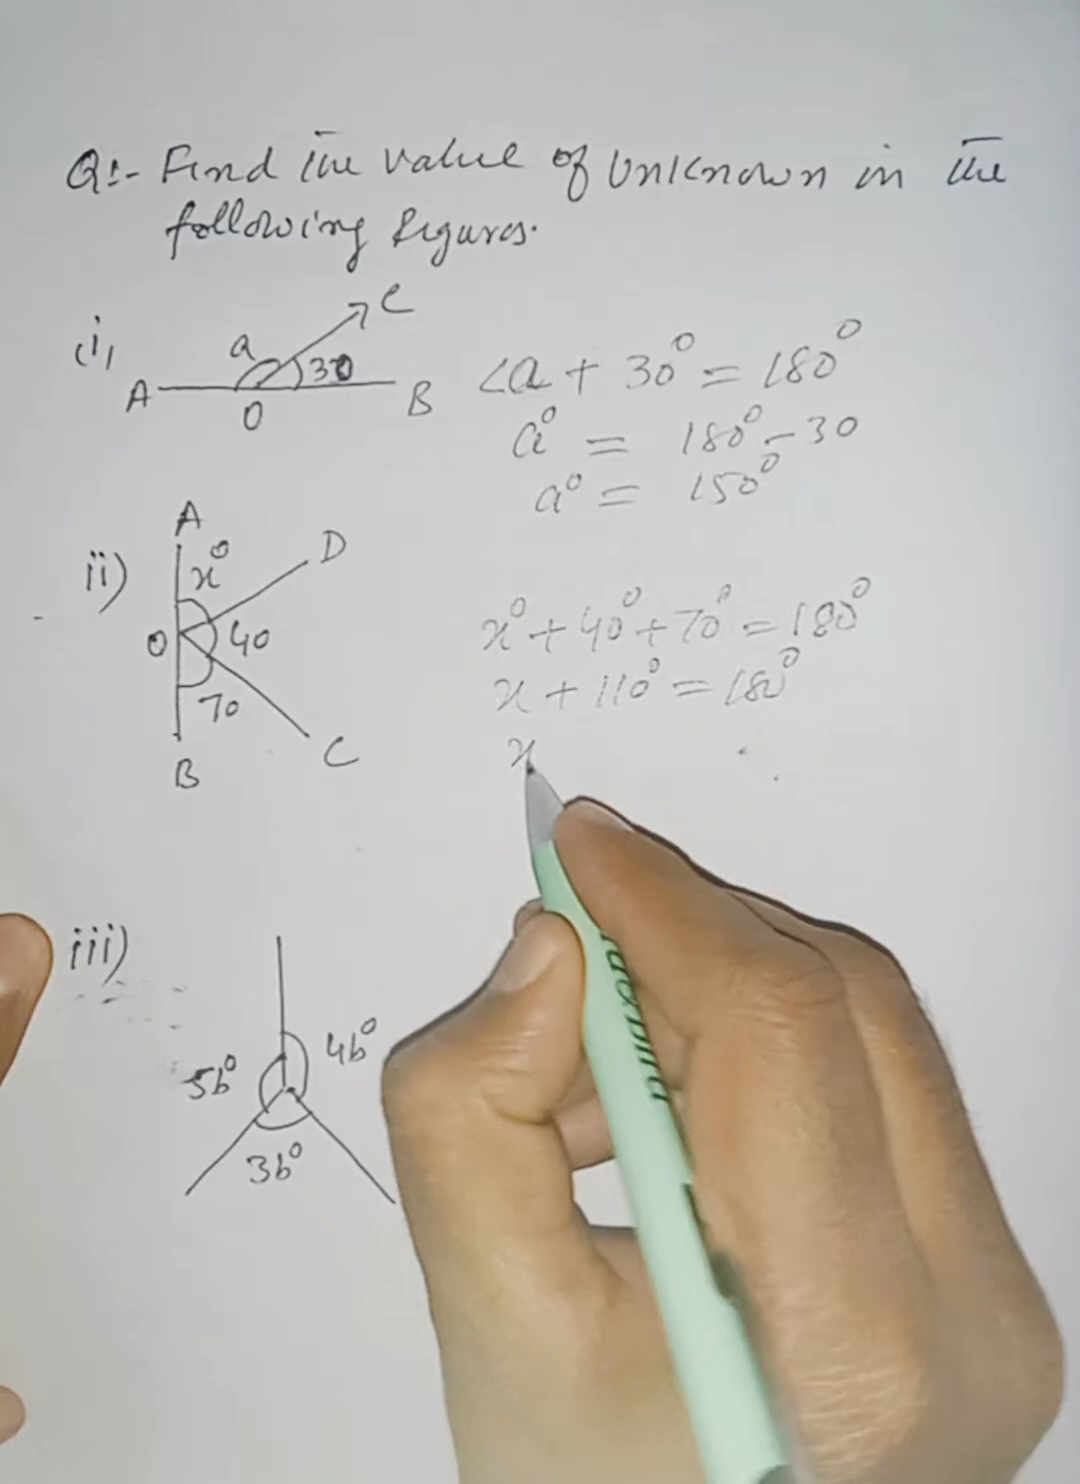 Q:- Find the value of Unknown in the
following figures.
(i)
a
C
30
A
O
B
<a + 30° = 180°
a° = 180° - 30
a° = 150°
ii)
A
x°
D
O
40
70
B
C
x° + 40° + 70° = 180°
x + 110° = 180°
x
iii)
5b°
4b°
3b°